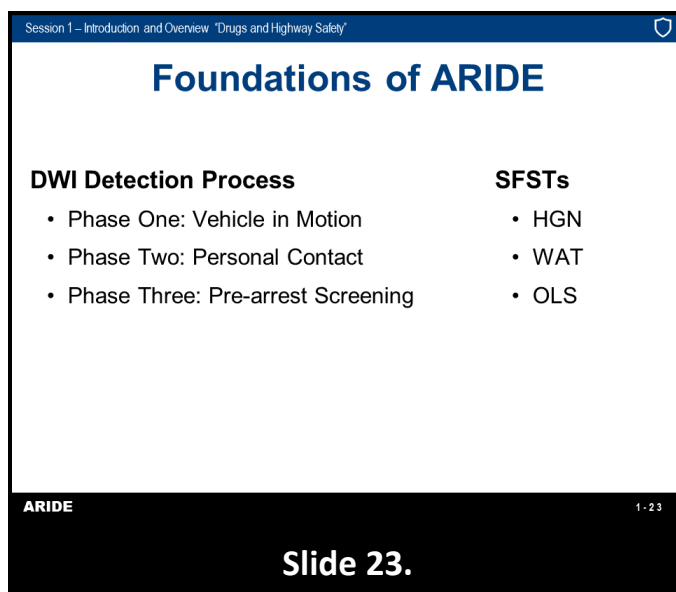 Session 1 – Introduction and Overview "Drugs and Highway Safety"
Foundations of ARIDE
DWI Detection Process
• Phase One: Vehicle in Motion
• Phase Two: Personal Contact
• Phase Three: Pre-arrest Screening
SFSTs
• HGN
• WAT
• OLS
ARIDE
1-23
Slide 23.